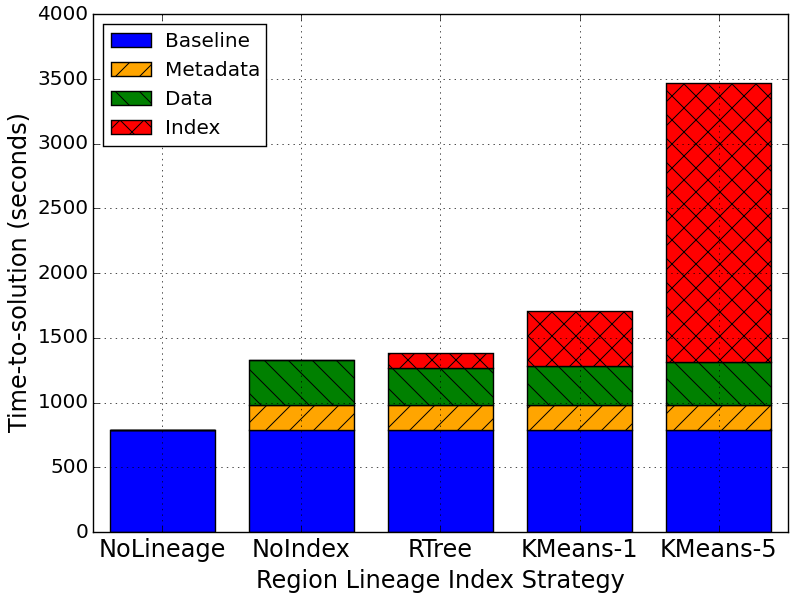 4000
3500
3000
2500
2000
1500
1000
500
0
Time-to-solution (seconds)
Baseline
Metadata
Data
Index
NoLineage NoIndex RTree KMeans-1 KMeans-5
Region Lineage Index Strategy